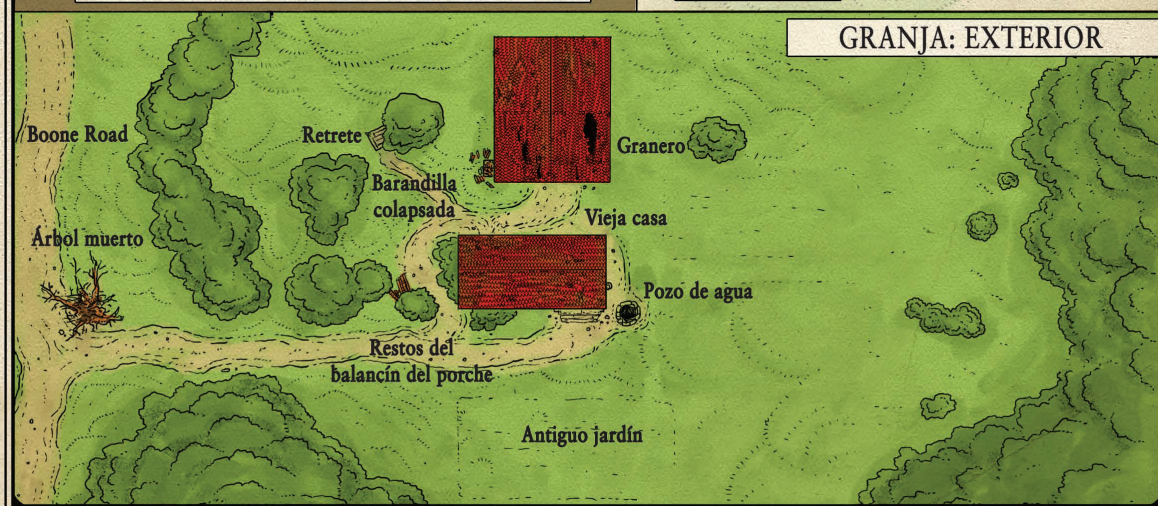 GRANJA: EXTERIOR
Boone Road
Retrete
Granero
Barandilla
colapsada
Vieja casa
Árbol muerto
Pozo de agua
Restos del
balancín del porche
Antiguo jardín